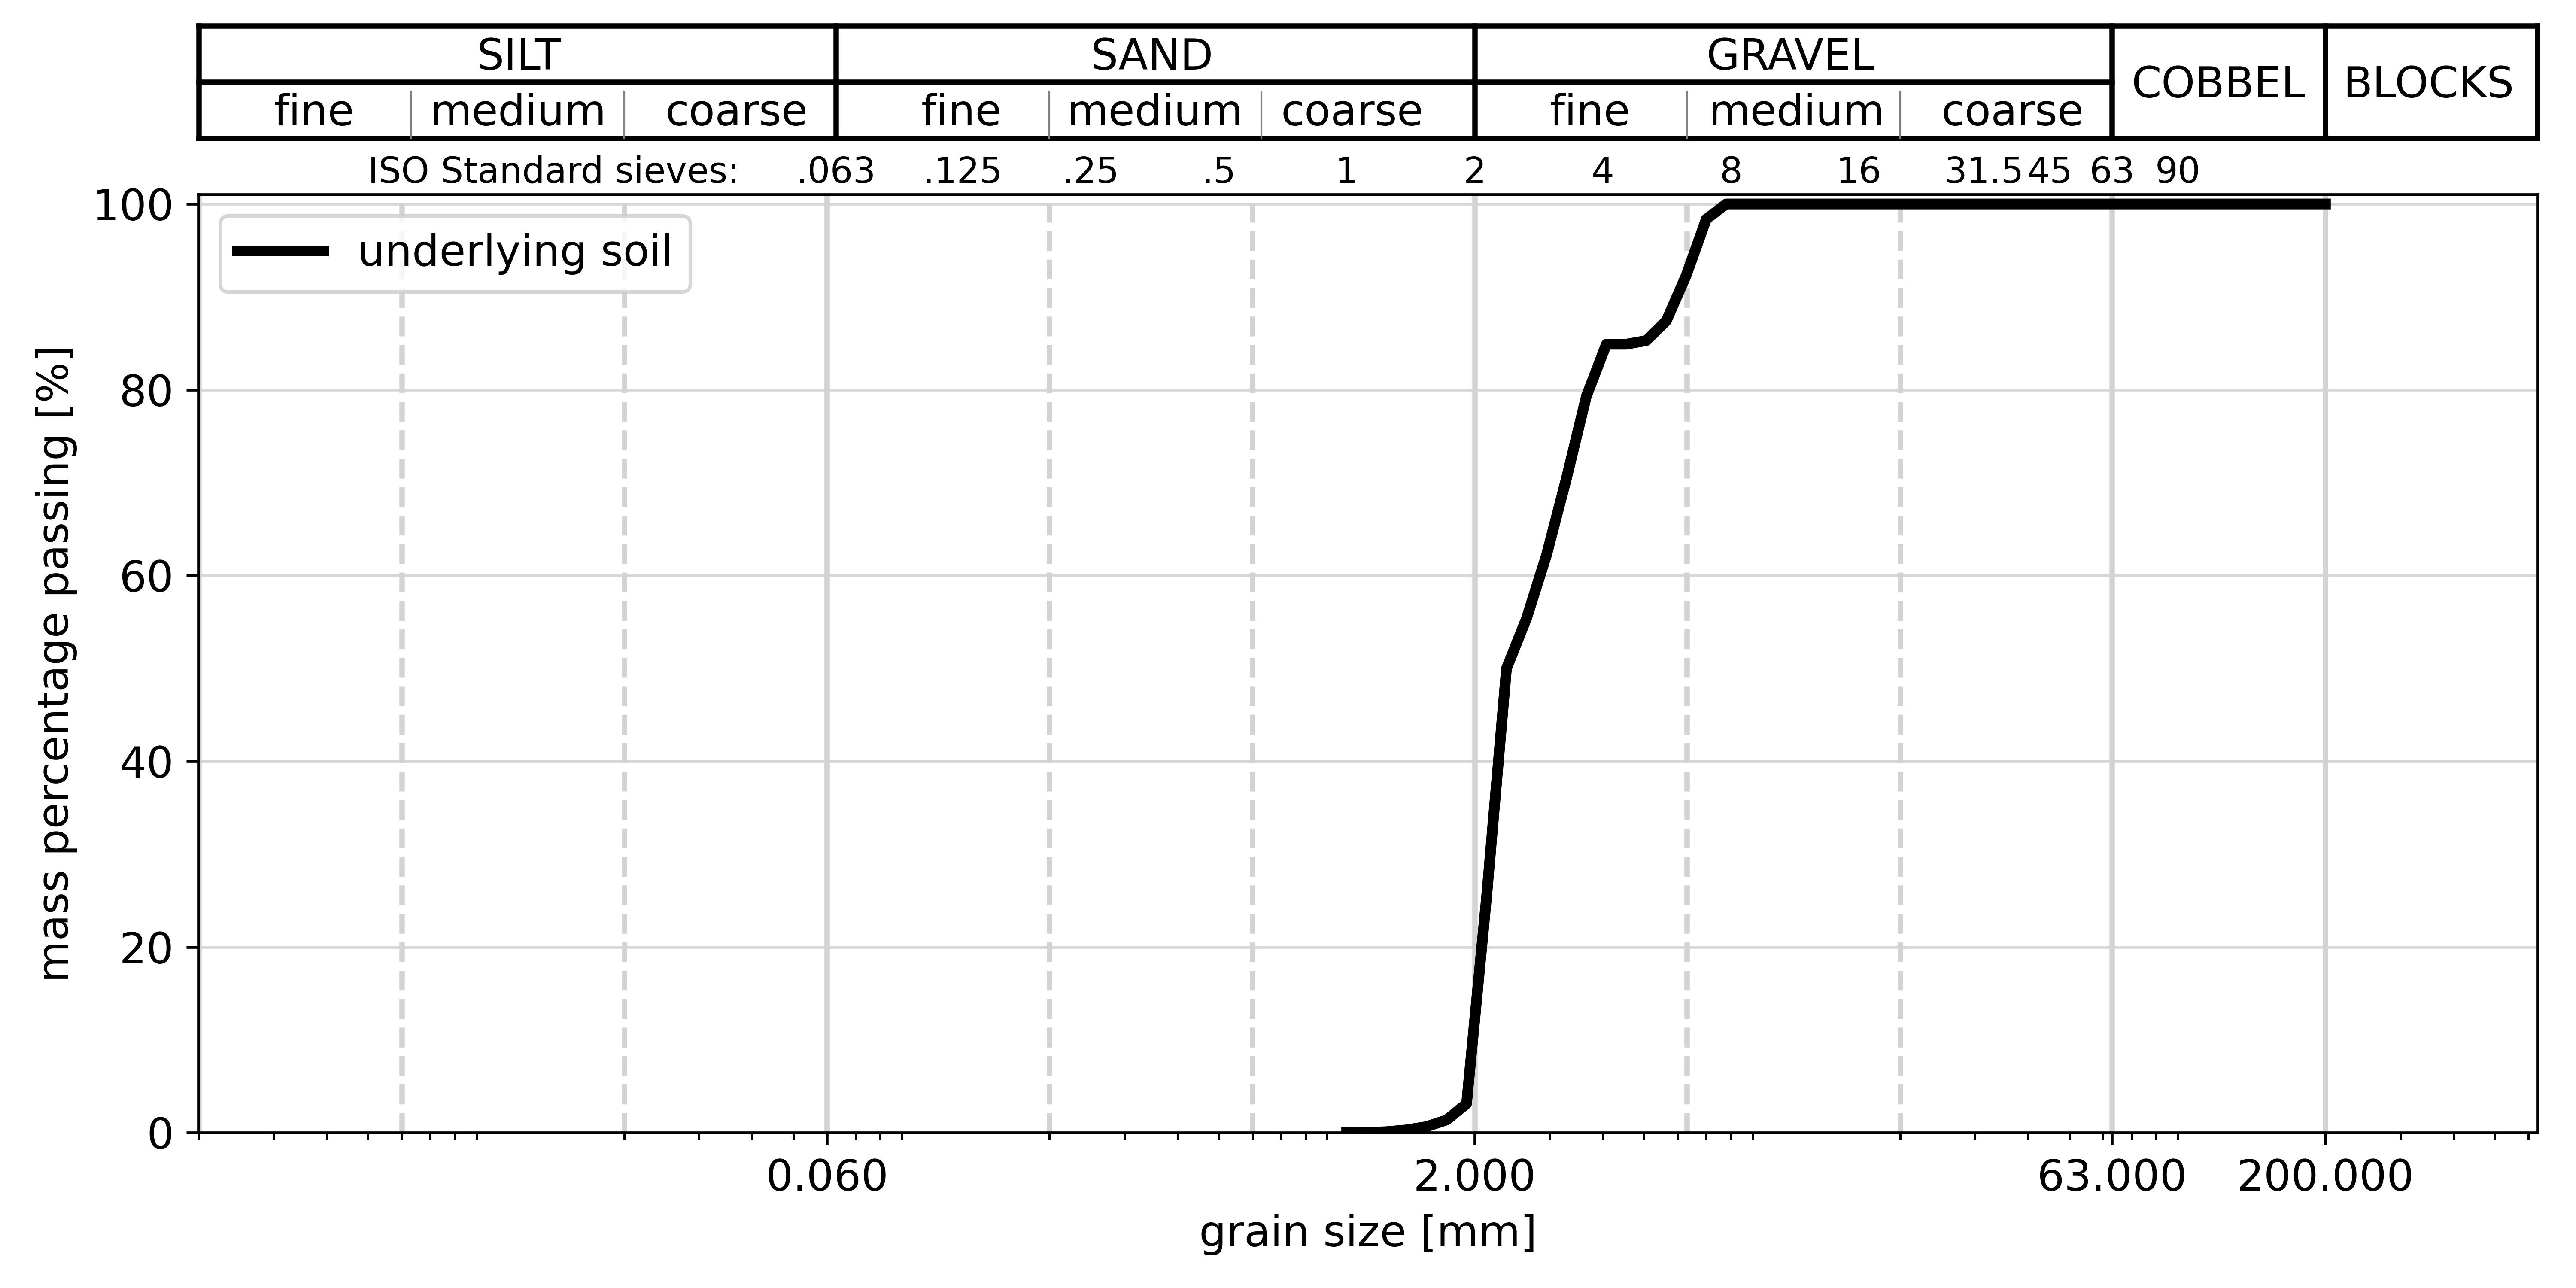 SILT SAND GRAVEL COBBEL BLOCKS
fine medium coarse fine medium coarse fine medium coarse
ISO Standard sieves: .063 .125 .25 .5 1 2 4 8 16 31.5 45 63 90
underlying soil
mass percentage passing [%]
100
80
60
40
20
0
0.060 2.000 63.000 200.000
grain size [mm]